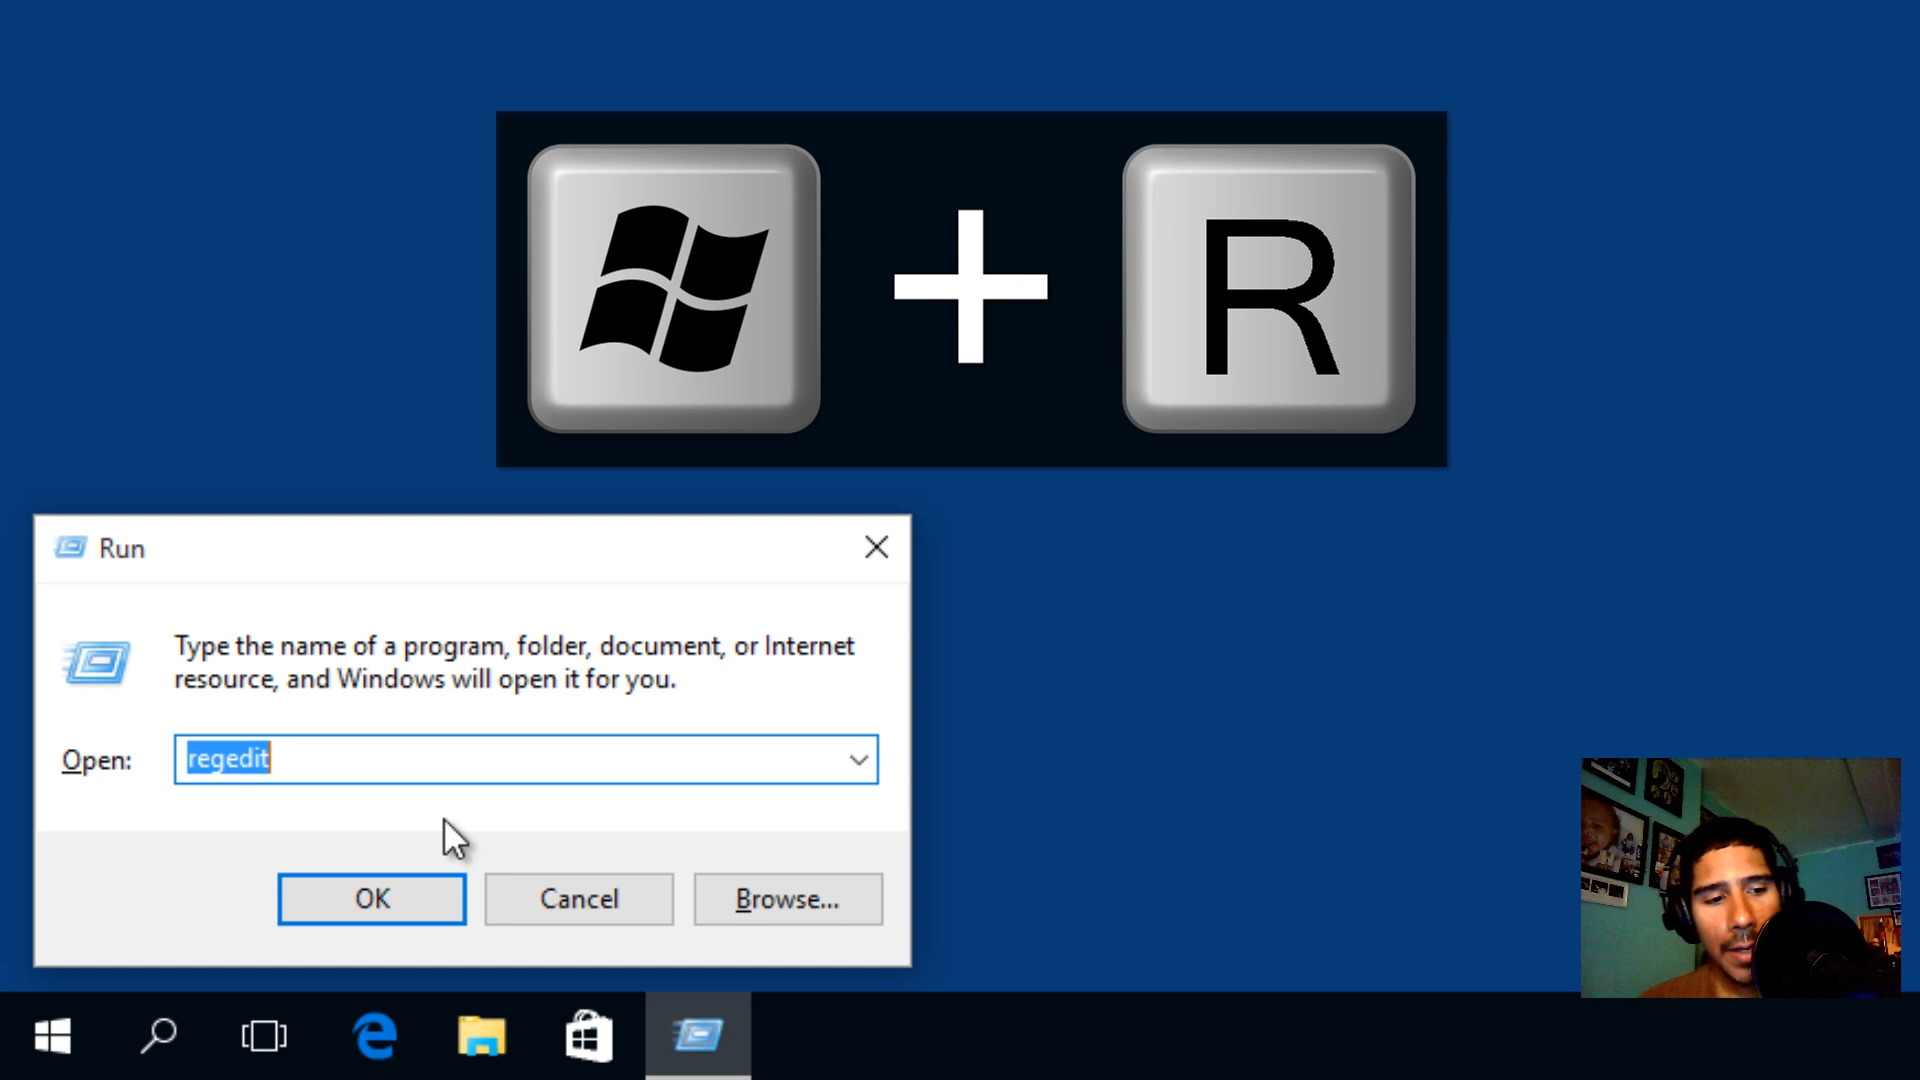 + R
Run
Type the name of a program, folder, document, or Internet
resource, and Windows will open it for you.
Open: regedit
OK Cancel Browse...